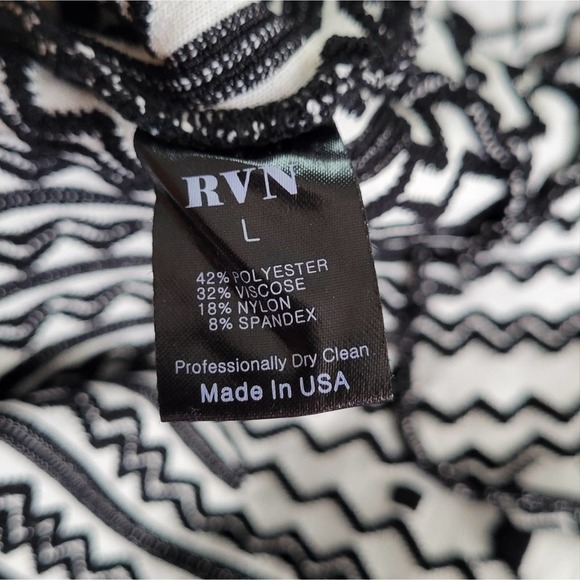 RVN
L
42% POLYESTER
32% VISCOSE
18% NYLON
8% SPANDEX
Professionally Dry Clean
Made In USA